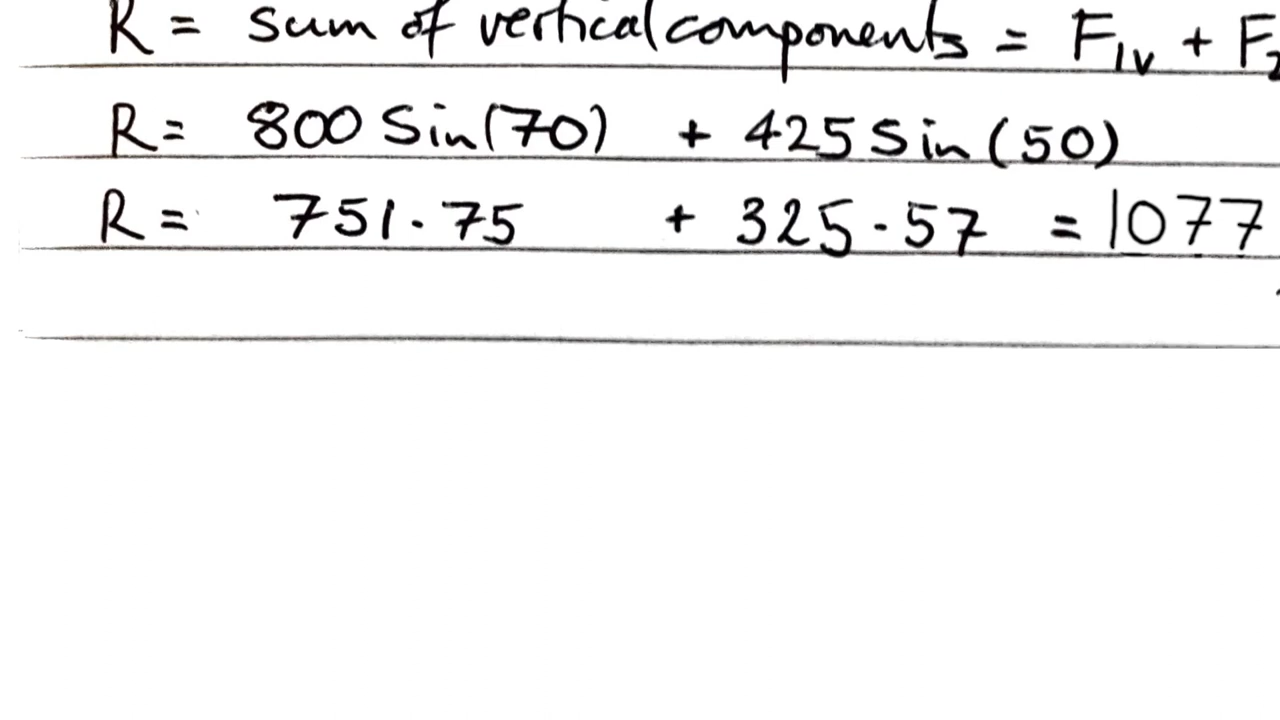 R = sum of vertical components = F1v + F
R = 800 Sin(70) + 425 Sin (50)
R = 751.75 + 325.57 = 1077